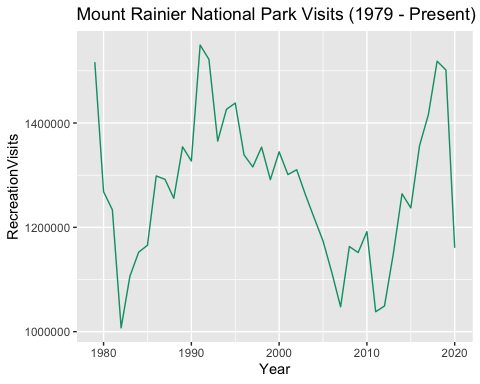 Mount Rainier National Park Visits (1979 - Present)
RecreationVisits
1400000
1200000
1000000
1980 1990 2000 2010 2020
Year